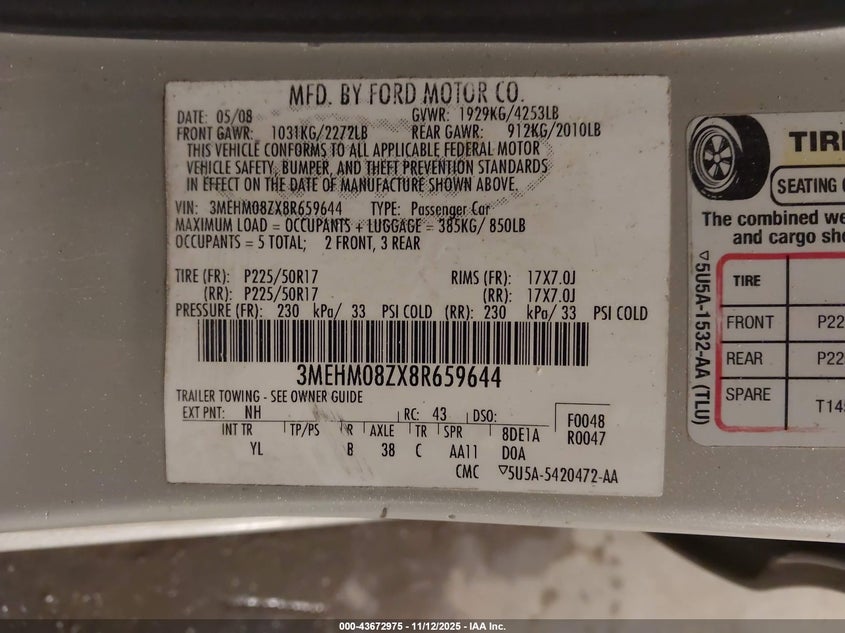 MFD. BY FORD MOTOR CO.
DATE: 05/08 GVWR: 1929KG/4253LB
FRONT GAWR: 1031KG/2272LB REAR GAWR: 912KG/2010LB
THIS VEHICLE CONFORMS TO ALL APPLICABLE FEDERAL MOTOR
VEHICLE SAFETY, BUMPER, AND THEFT PREVENTION STANDARDS
IN EFFECT ON THE DATE OF MANUFACTURE SHOWN ABOVE.
VIN: 3MEHM08ZX8R659644 TYPE: Passenger Car
MAXIMUM LOAD = OCCUPANTS + LUGGAGE = 385KG/ 850LB
OCCUPANTS = 5 TOTAL; 2 FRONT, 3 REAR
TIRE (FR): P225/50R17 RIMS (FR): 17X7.0J
(RR): P225/50R17 (RR): 17X7.0J
PRESSURE (FR): 230 kPa/ 33 PSI COLD (RR): 230 kPa/ 33 PSI COLD
3MEHM08ZX8R659644
TRAILER TOWING - SEE OWNER GUIDE
EXT PNT: NH RC: 43 DSO: F0048
INT TR TP/PS R AXLE TR SPR 8DE1A R0047
YL B 38 C AA11 D0A
CMC ▽5U5A-5420472-AA
TIRE
SEATING
The combined we
and cargo sho
TIRE
FRONT P22
REAR P22
SPARE T145
▽5U5A-1532-AA (TLU)
000-43672975 - 11/12/2025 - IAA Inc.